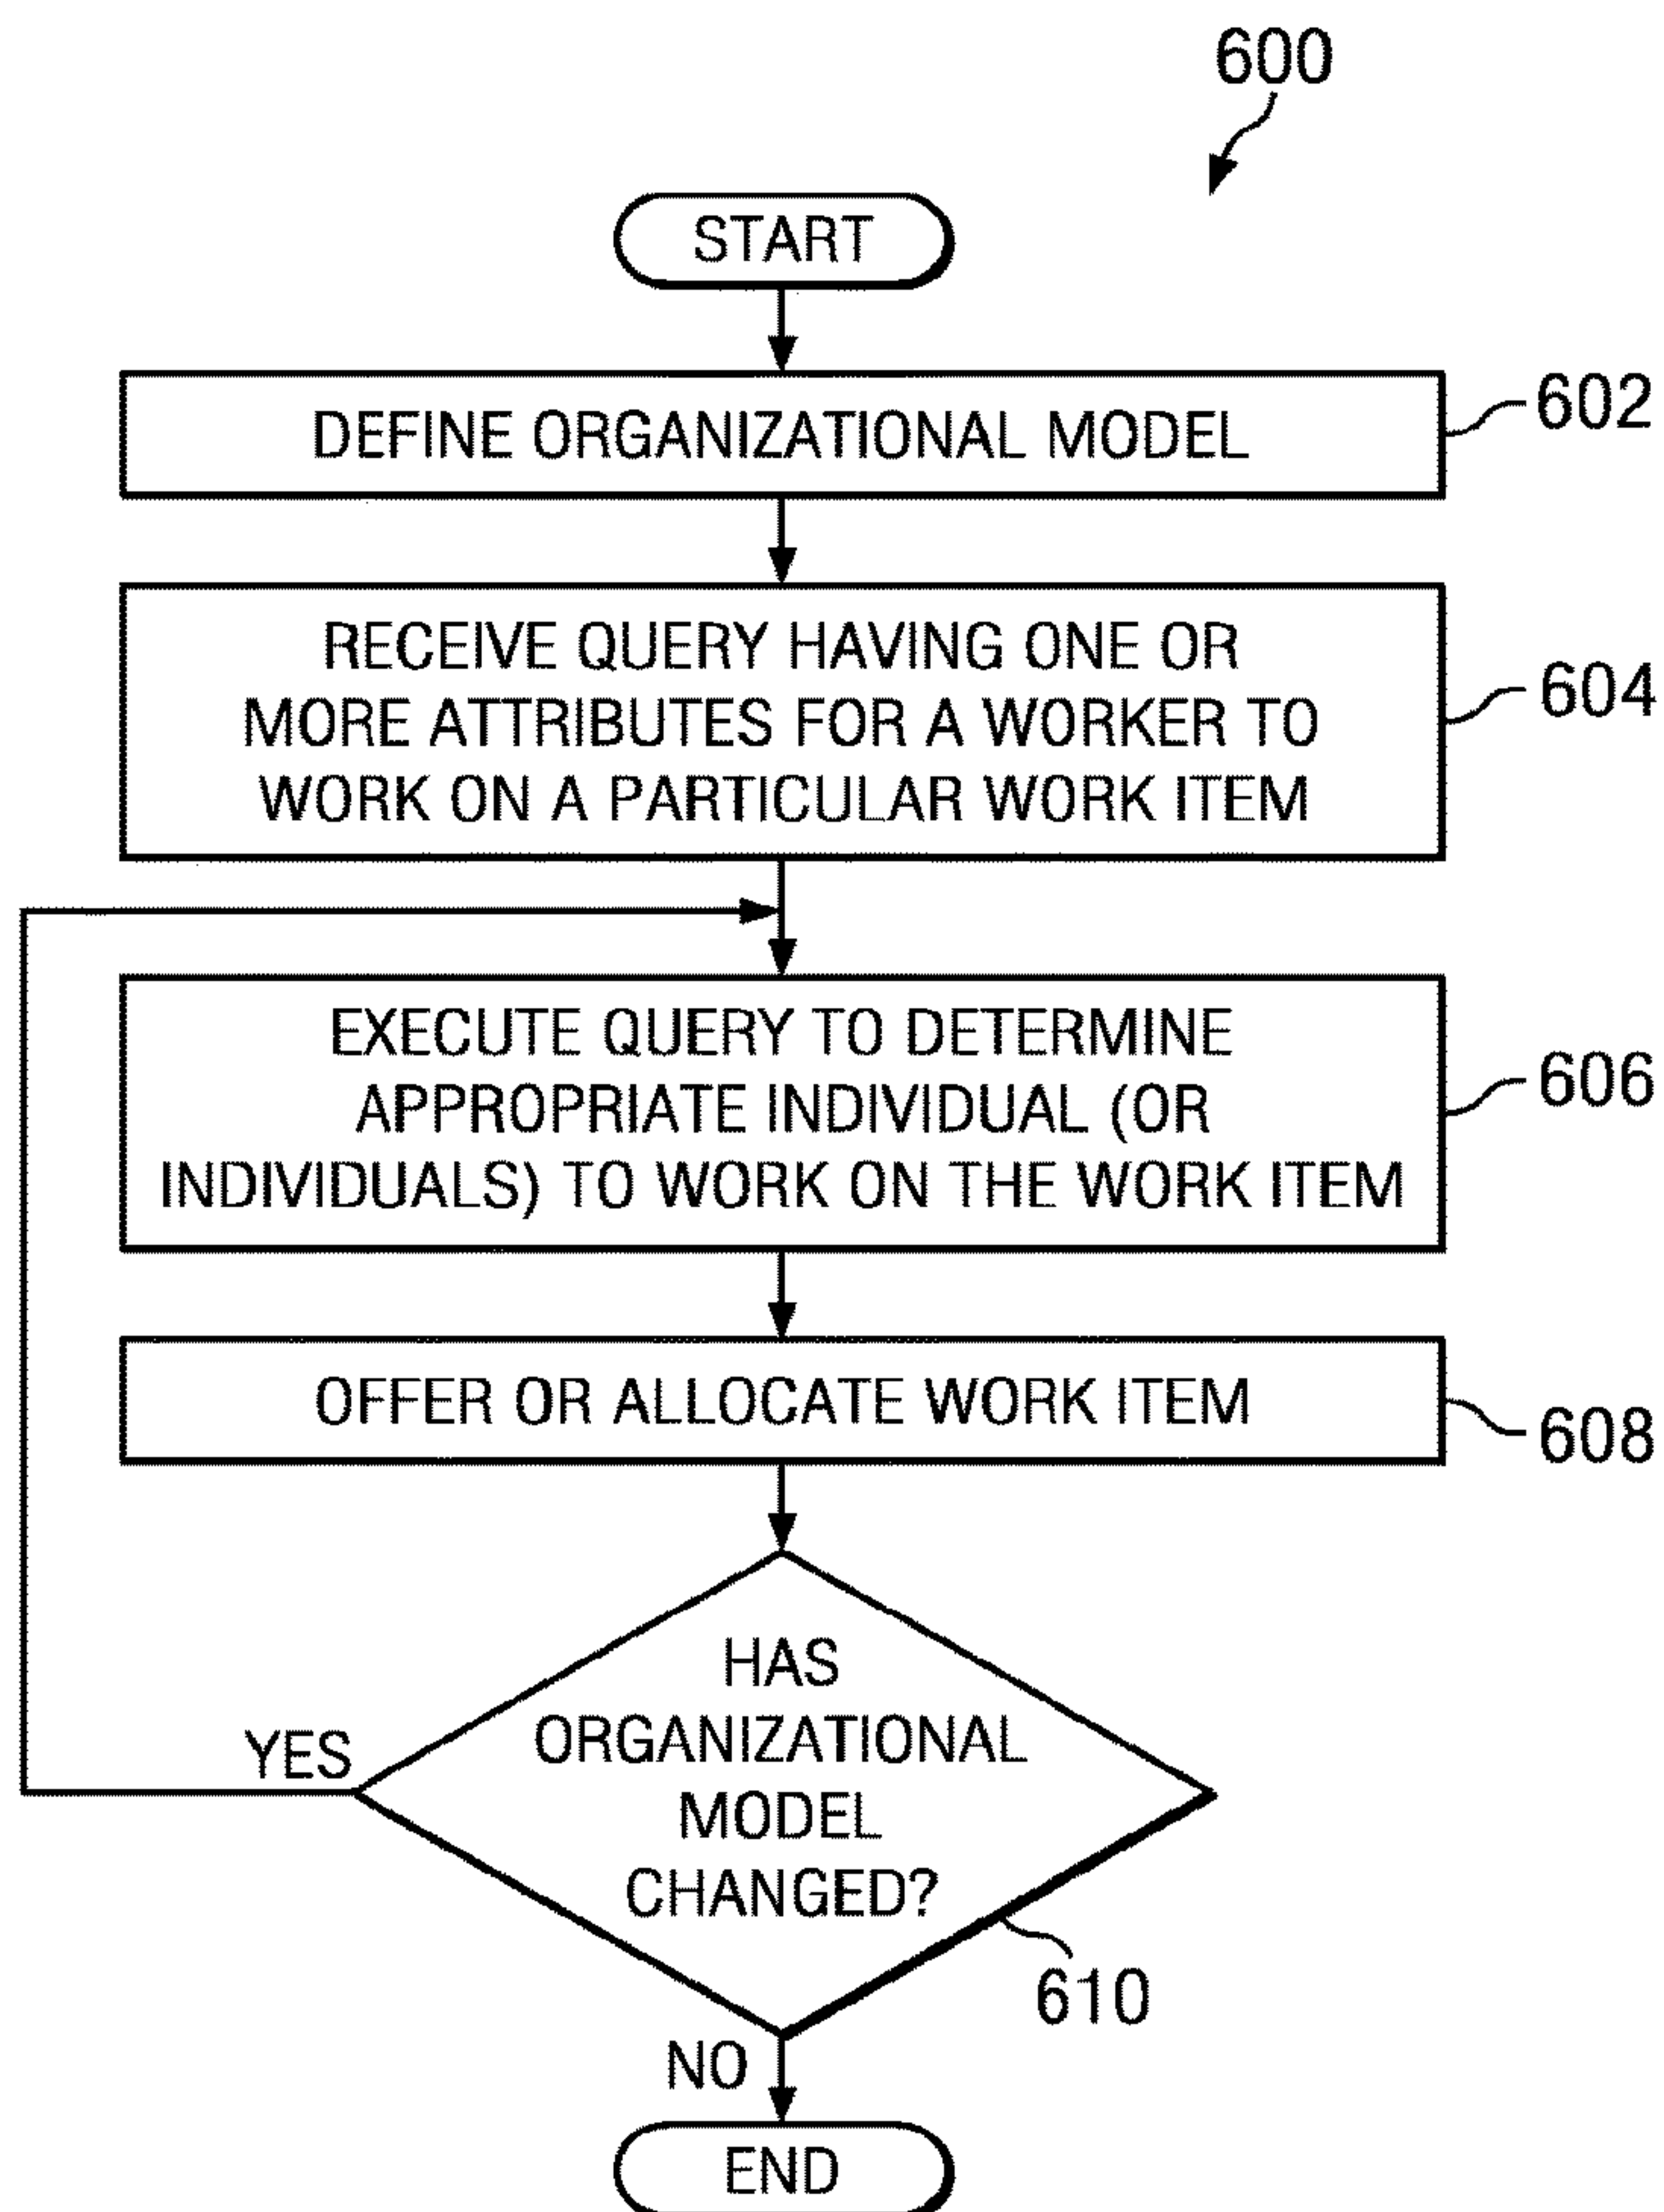 600
START
DEFINE ORGANIZATIONAL MODEL
602
RECEIVE QUERY HAVING ONE OR
MORE ATTRIBUTES FOR A WORKER TO
WORK ON A PARTICULAR WORK ITEM
604
EXECUTE QUERY TO DETERMINE
APPROPRIATE INDIVIDUAL (OR
INDIVIDUALS) TO WORK ON THE WORK ITEM
606
OFFER OR ALLOCATE WORK ITEM
608
HAS
ORGANIZATIONAL
MODEL
CHANGED?
YES
610
NO
END